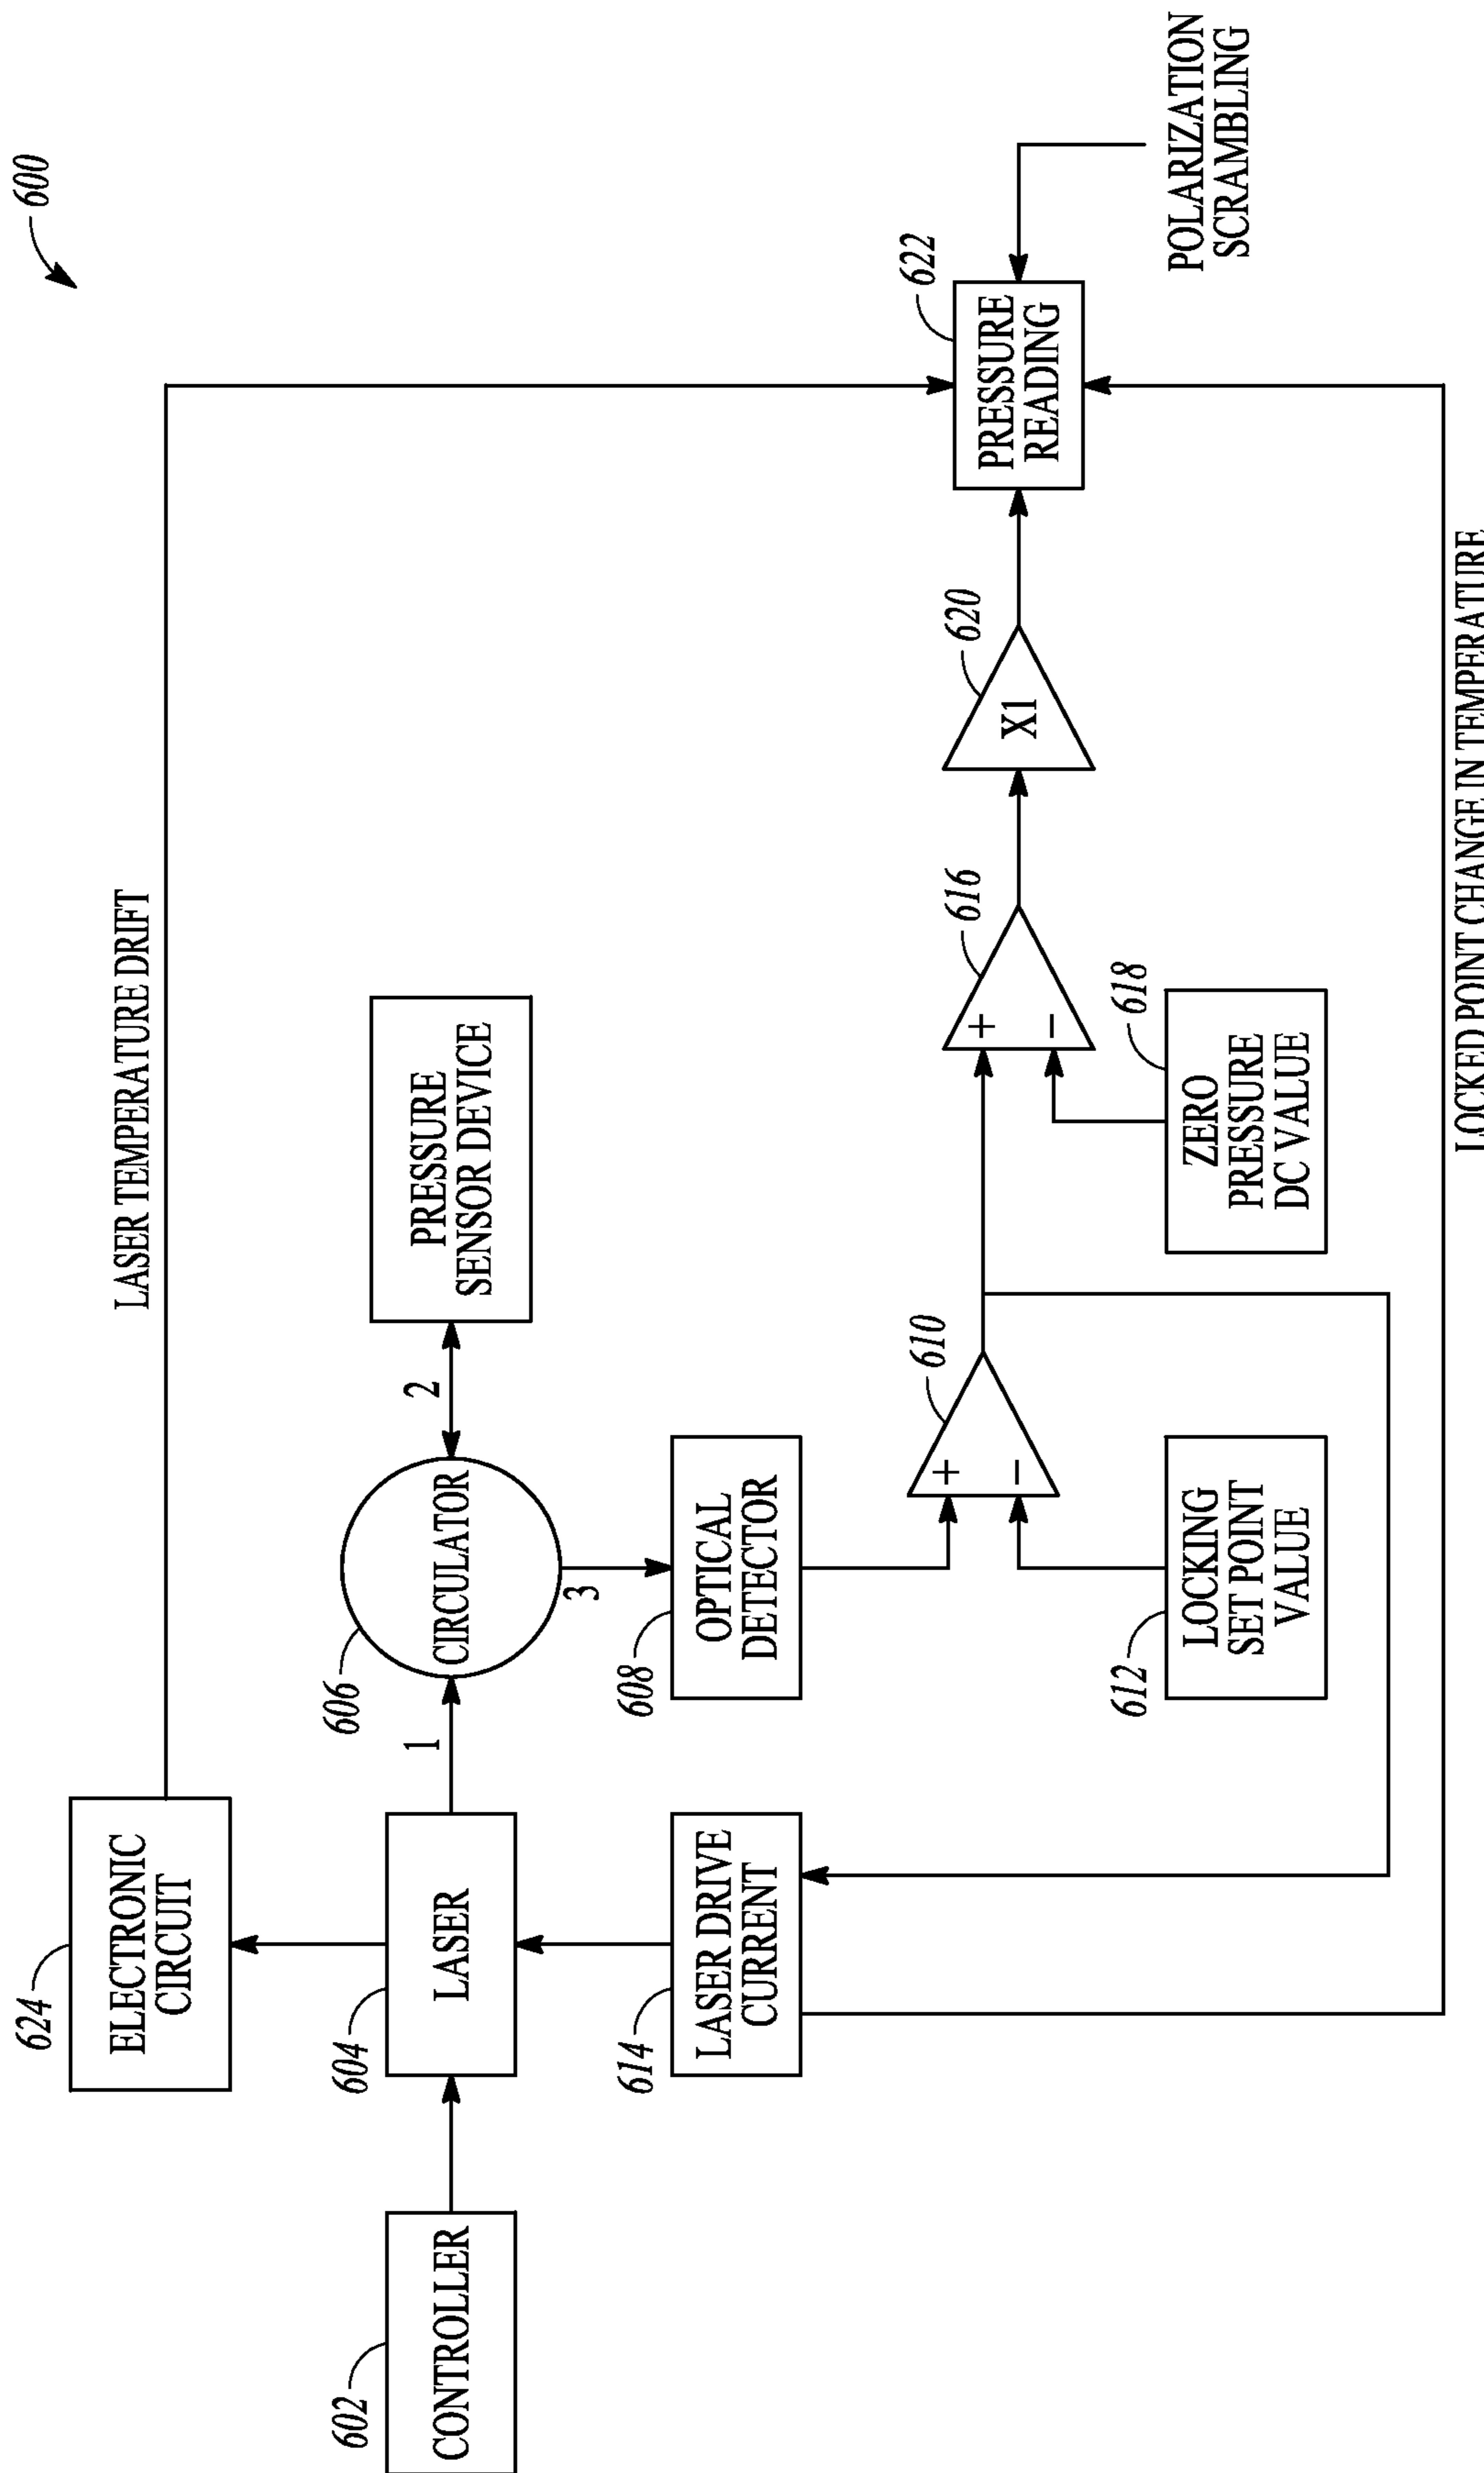 600
LASER TEMPERATURE DRIFT
624
ELECTRONIC
CIRCUIT
602
CONTROLLER
604
LASER
1
606
CIRCULATOR
2
3
PRESSURE
SENSOR DEVICE
614
LASER DRIVE
CURRENT
608
OPTICAL
DETECTOR
610
+
−
612
LOCKING
SET POINT
VALUE
616
+
−
618
ZERO
PRESSURE
DC VALUE
620
X1
622
PRESSURE
READING
POLARIZATION
SCRAMBLING
LOCKED POINT CHANGE IN TEMPERATURE